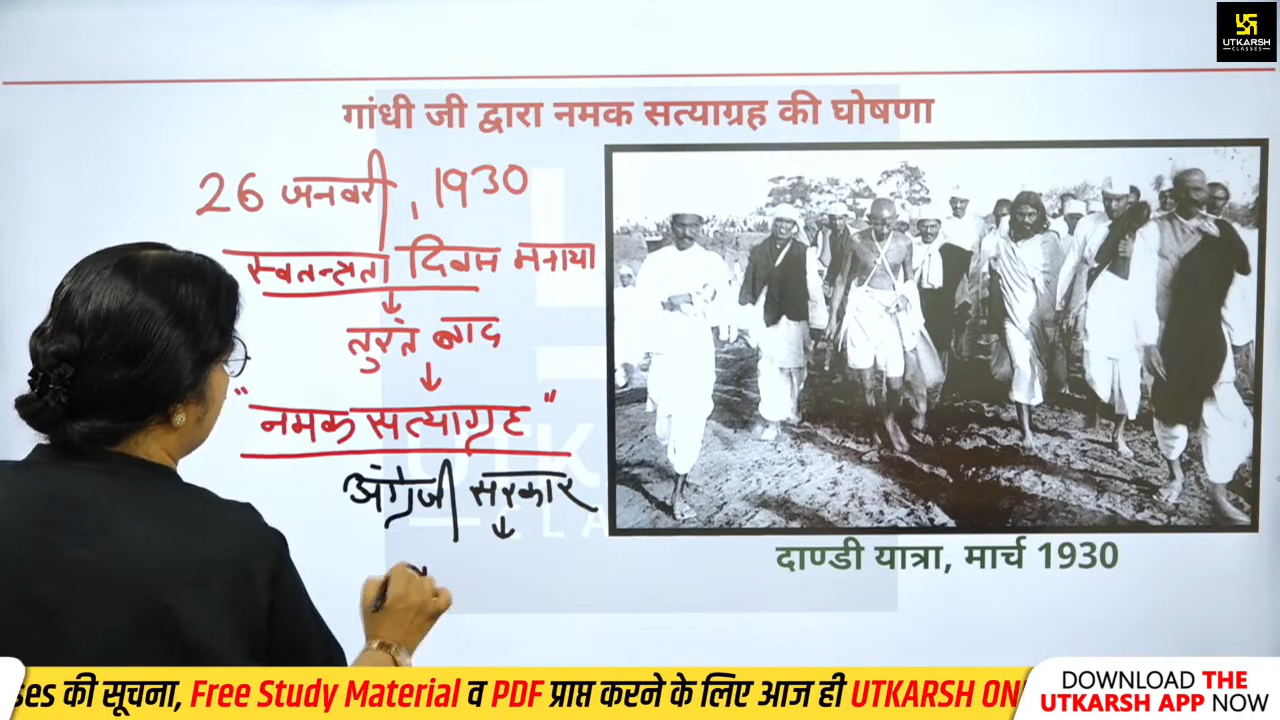 UTKARSH
CLASSES
गांधी जी द्वारा नमक सत्याग्रह की घोषणा
26 जनवरी, 1930
स्वतन्त्रता दिवस मनाया
↓
तुरंत बाद
↓
"नमक सत्याग्रह"
अंग्रेजी सरकार
↓
दाण्डी यात्रा, मार्च 1930
ses की सूचना, Free Study Material व PDF प्राप्त करने के लिए आज ही UTKARSH ON
DOWNLOAD THE
UTKARSH APP NOW